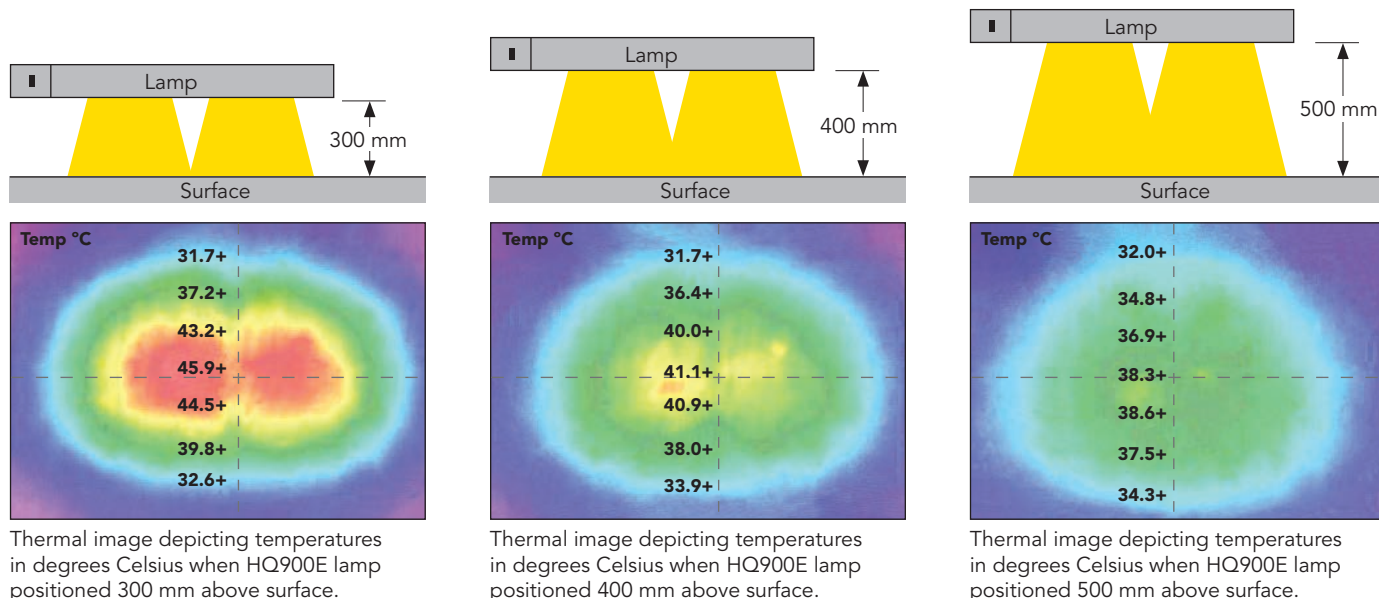 Lamp
300 mm
Surface
Temp ºC
31.7+
37.2+
43.2+
45.9+
44.5+
39.8+
32.6+
Thermal image depicting temperatures
in degrees Celsius when HQ900E lamp
positioned 300 mm above surface.
Lamp
400 mm
Surface
Temp ºC
31.7+
36.4+
40.0+
41.1+
40.9+
38.0+
33.9+
Thermal image depicting temperatures
in degrees Celsius when HQ900E lamp
positioned 400 mm above surface.
Lamp
500 mm
Surface
Temp ºC
32.0+
34.8+
36.9+
38.3+
38.6+
37.5+
34.3+
Thermal image depicting temperatures
in degrees Celsius when HQ900E lamp
positioned 500 mm above surface.